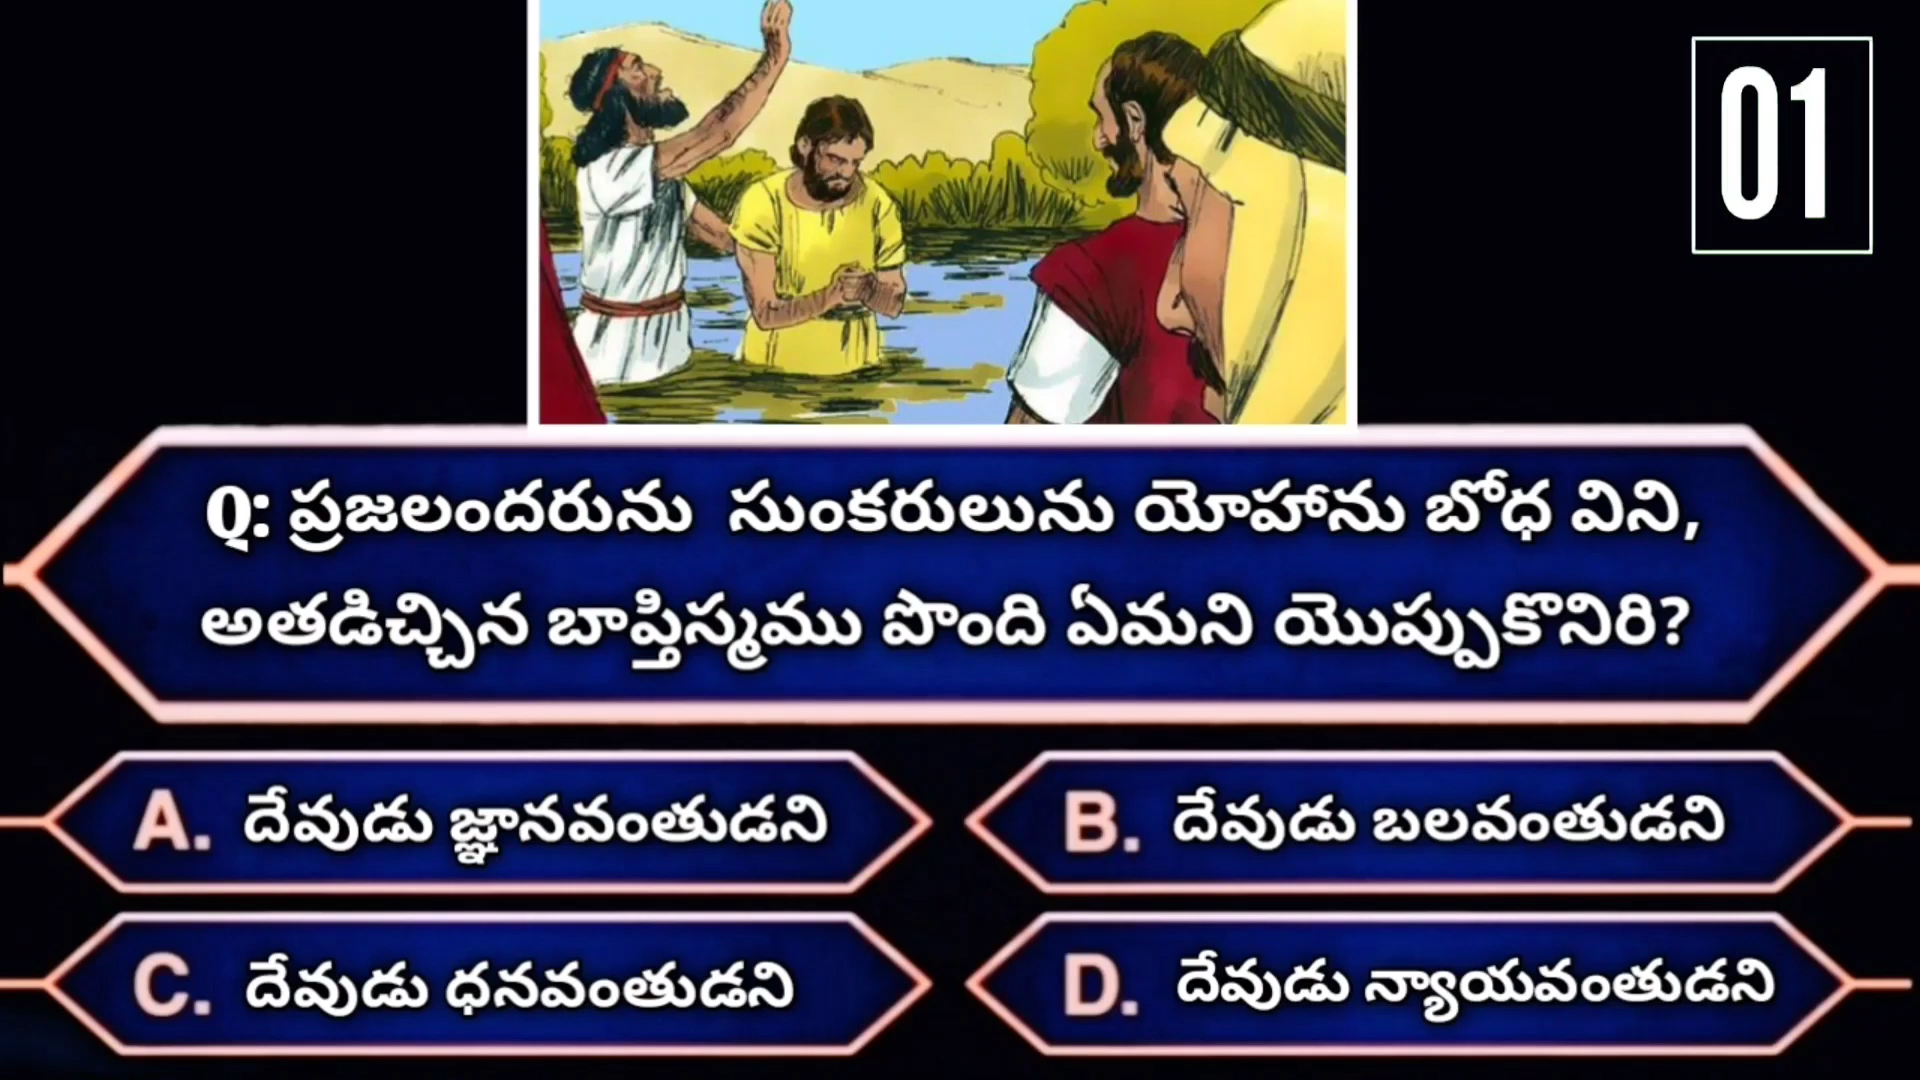 01
Q: ప్రజలందరును సుంకరులును యోహాను బోధ విని,
అతడిచ్చిన బాప్తిస్మము పొంది ఏమని యొప్పుకొనిరి?
A. దేవుడు జ్ఞానవంతుడని
B. దేవుడు బలవంతుడని
C. దేవుడు ధనవంతుడని
D. దేవుడు న్యాయవంతుడని